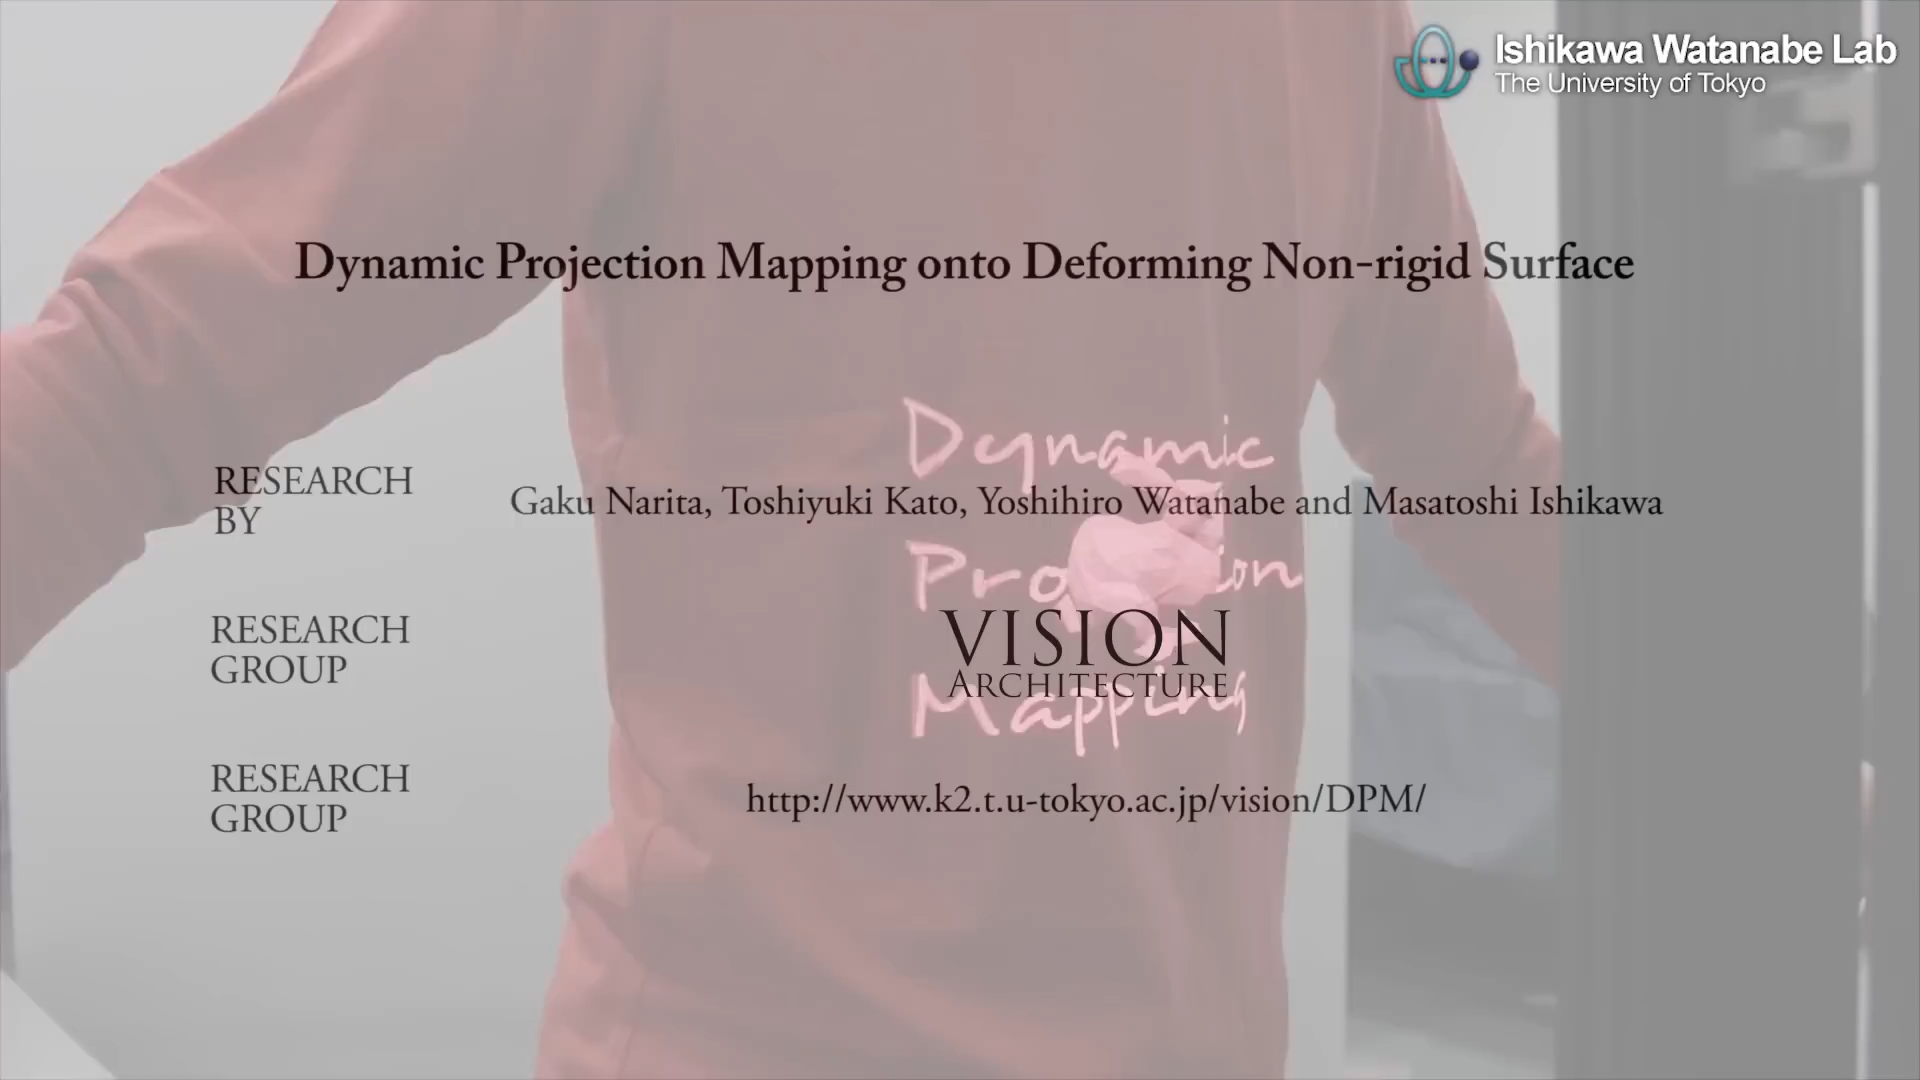 Ishikawa Watanabe Lab
The University of Tokyo
Dynamic Projection Mapping onto Deforming Non-rigid Surface
Dynamic
RESEARCH
BY
Gaku Narita, Toshiyuki Kato, Yoshihiro Watanabe and Masatoshi Ishikawa
RESEARCH
GROUP
VISION
ARCHITECTURE
Mapping
RESEARCH
GROUP
http://www.k2.t.u-tokyo.ac.jp/vision/DPM/